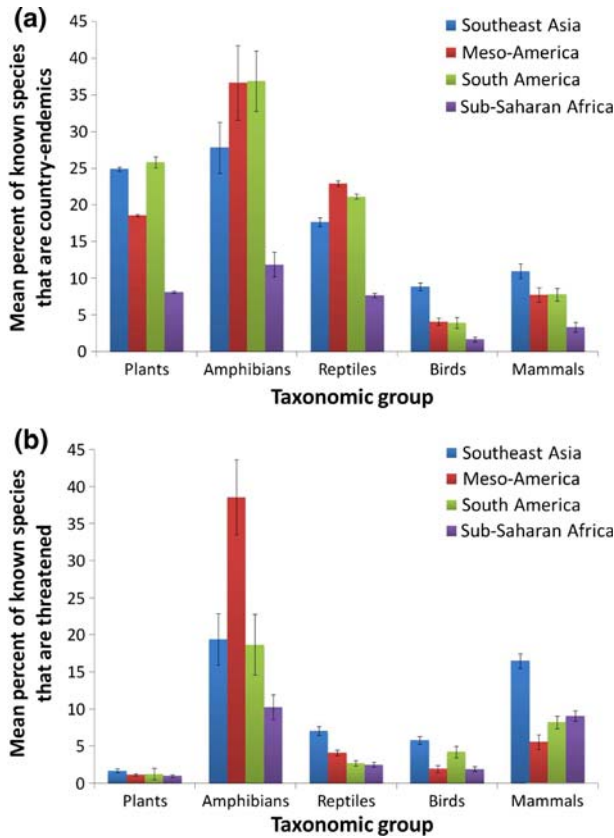 (a)
Mean percent of known species
that are country-endemics
45
40
35
30
25
20
15
10
5
0
Southeast Asia
Meso-America
South America
Sub-Saharan Africa
Plants Amphibians Reptiles Birds Mammals
Taxonomic group
(b)
Mean percent of known species
that are threatened
45
40
35
30
25
20
15
10
5
0
Southeast Asia
Meso-America
South America
Sub-Saharan Africa
Plants Amphibians Reptiles Birds Mammals
Taxonomic group